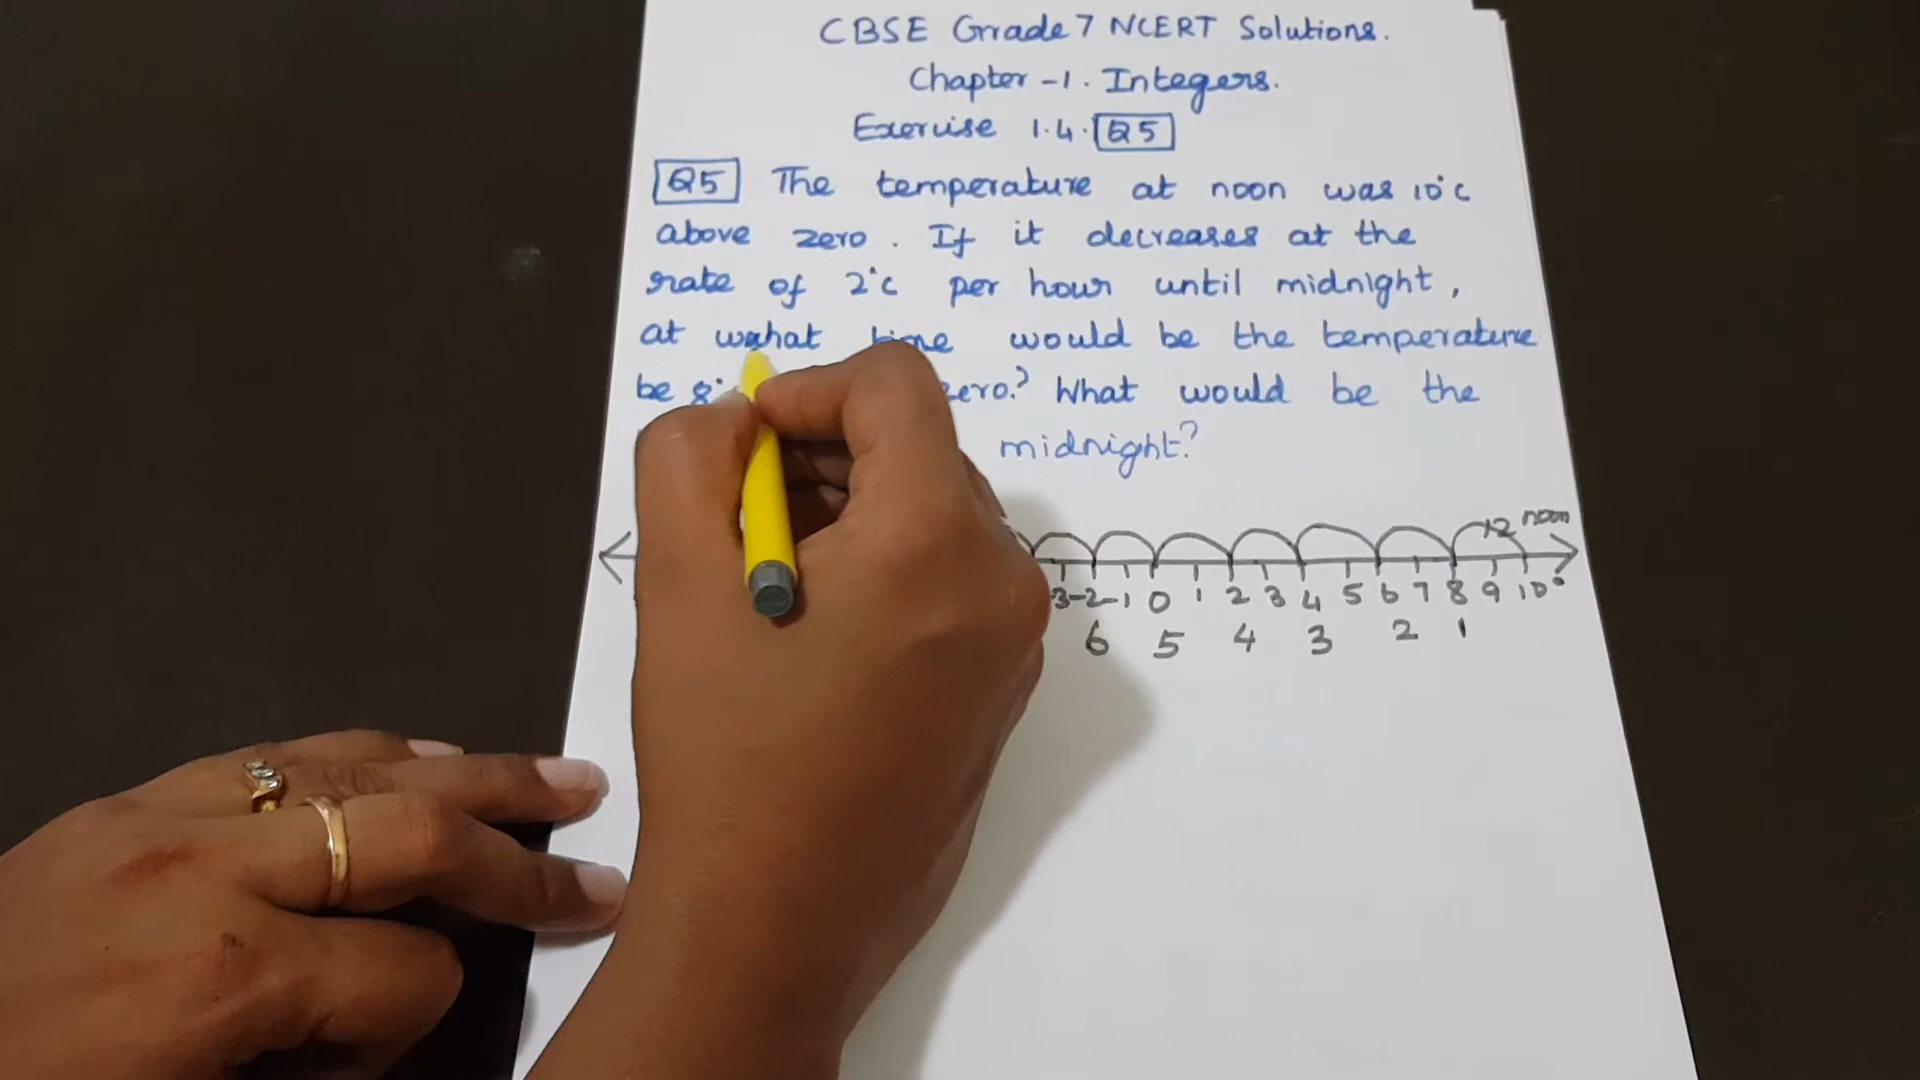 CBSE Grade 7 NCERT Solutions.
Chapter - 1. Integers.
Exercise 1.4. Q5
Q5 The temperature at noon was 10°C
above zero. If it decreases at the
rate of 2°C per hour until midnight,
at what time would be the temperature
be 8° zero? What would be the
midnight?
12 noon
3 -2 -1 0 1 2 3 4 5 6 7 8 9 10°
6 5 4 3 2 1